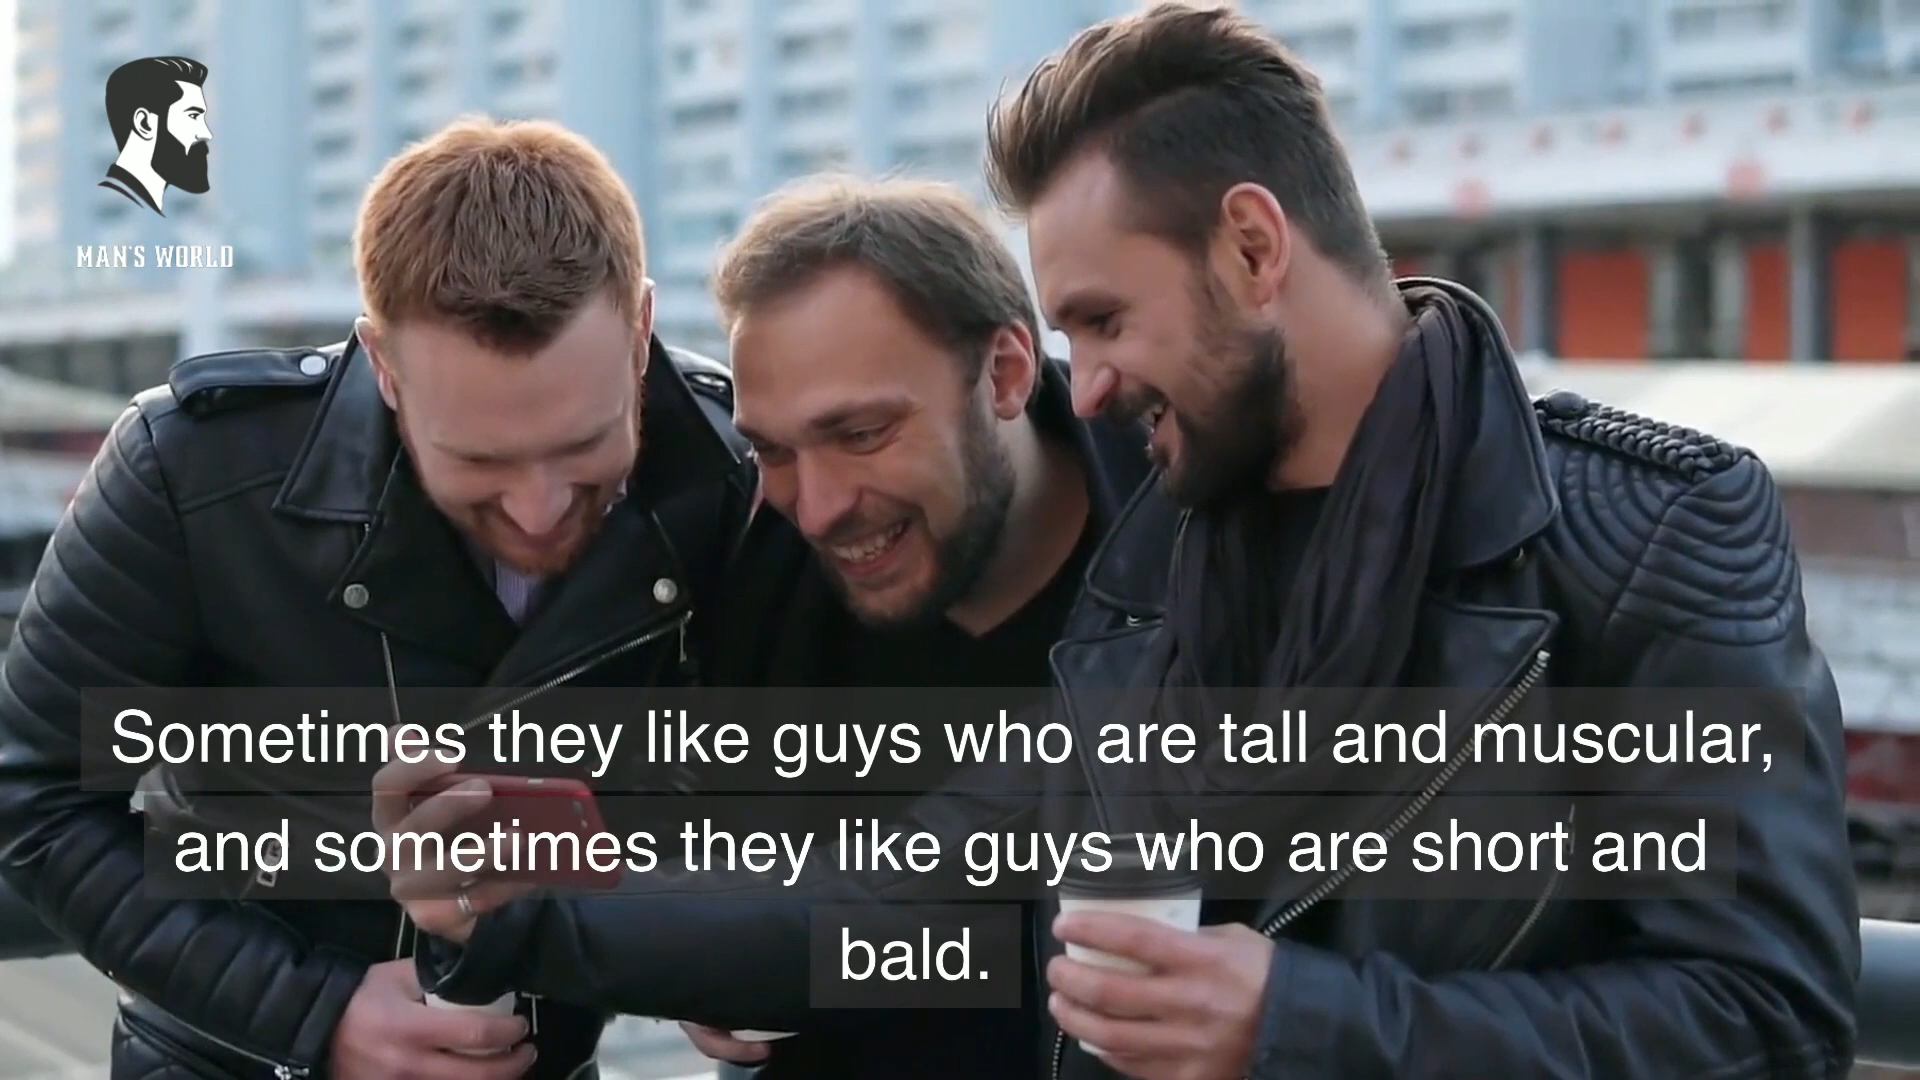 MAN'S WORLD
Sometimes they like guys who are tall and muscular,
and sometimes they like guys who are short and
bald.